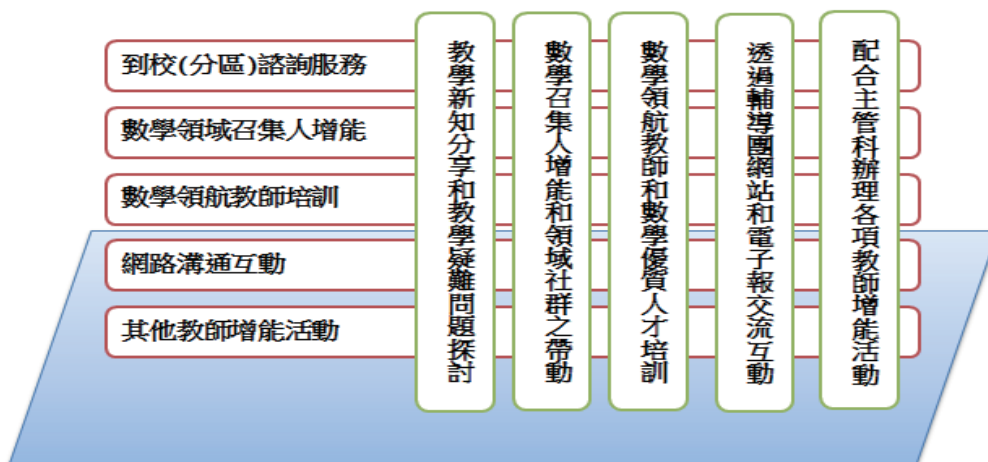 到校(分區)諮詢服務
數學領域召集人增能
數學領航教師培訓
網路溝通互動
其他教師增能活動
教學新知分享和教學疑難問題探討
數學召集人增能和領域社群之帶動
數學領航教師和數學優質人才培訓
透過輔導團網站和電子報交流互動
配合主管科辦理各項教師增能活動